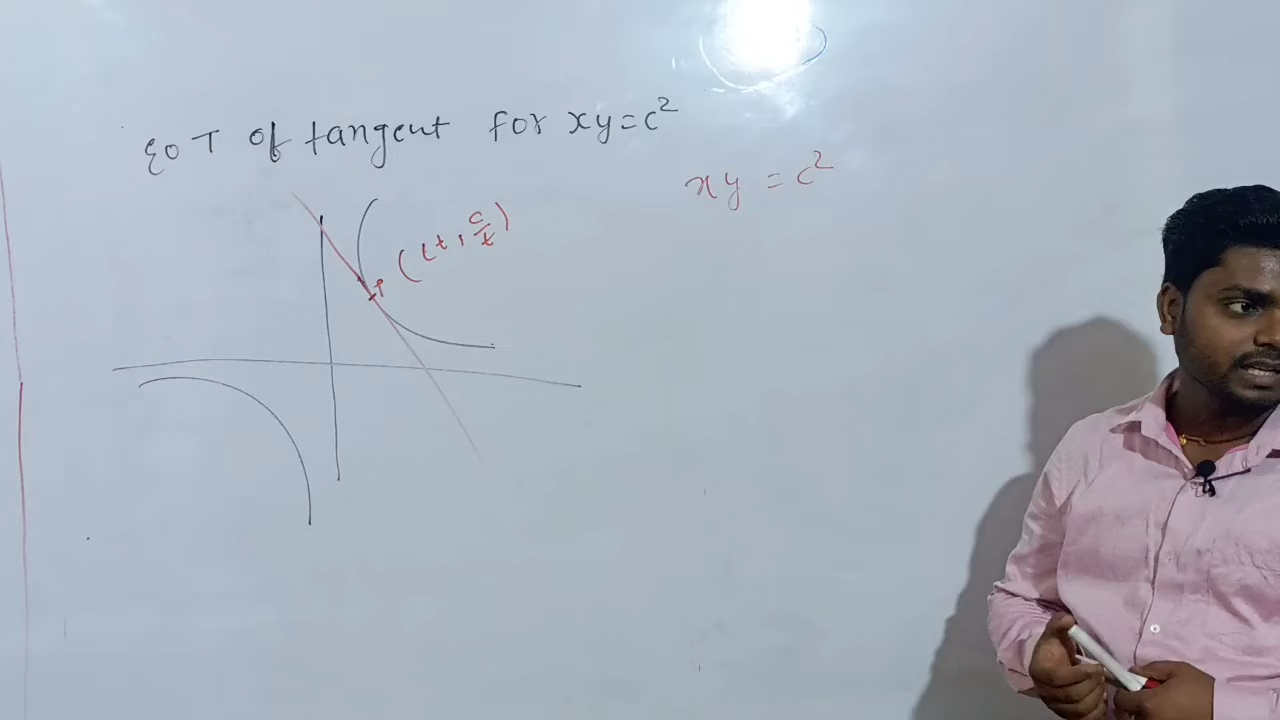 EOT of tangent for xy=c²
xy = c²
P (ct, c/t)